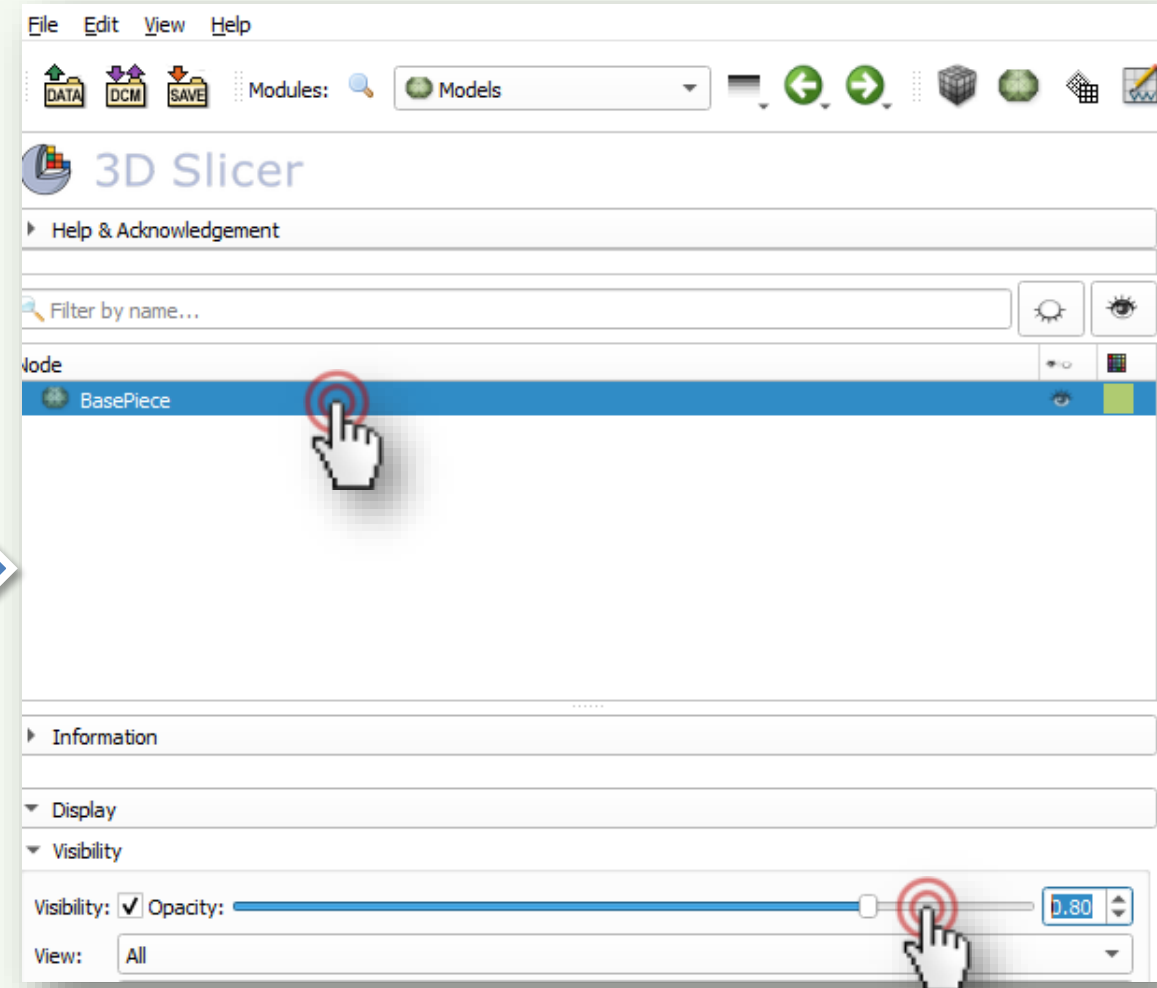 File Edit View Help
DATA DCM SAVE Modules: Models
3D Slicer
Help & Acknowledgement
Filter by name...
Node
BasePiece
Information
Display
Visibility
Visibility: Opacity: 0.80
View: All